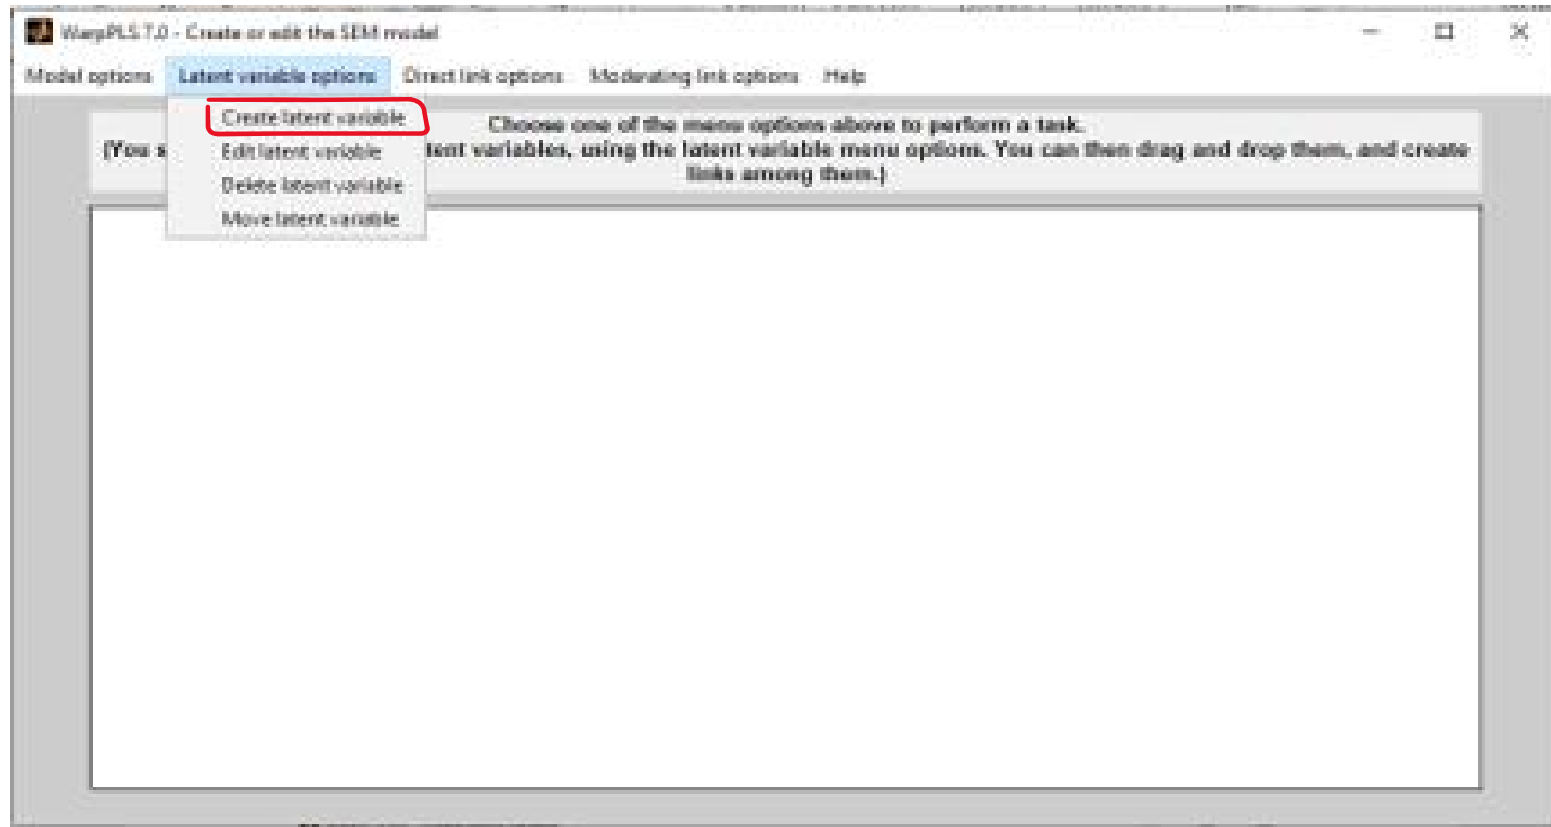 WarpPLS 7.0 - Create or edit the SEM model
Model options Latent variable options Direct link options Moderating link options Help
Create latent variable
Edit latent variable
Delete latent variable
Move latent variable
Choose one of the menu options above to perform a task.
(You s tent variables, using the latent variable menu options. You can then drag and drop them, and create
links among them.)